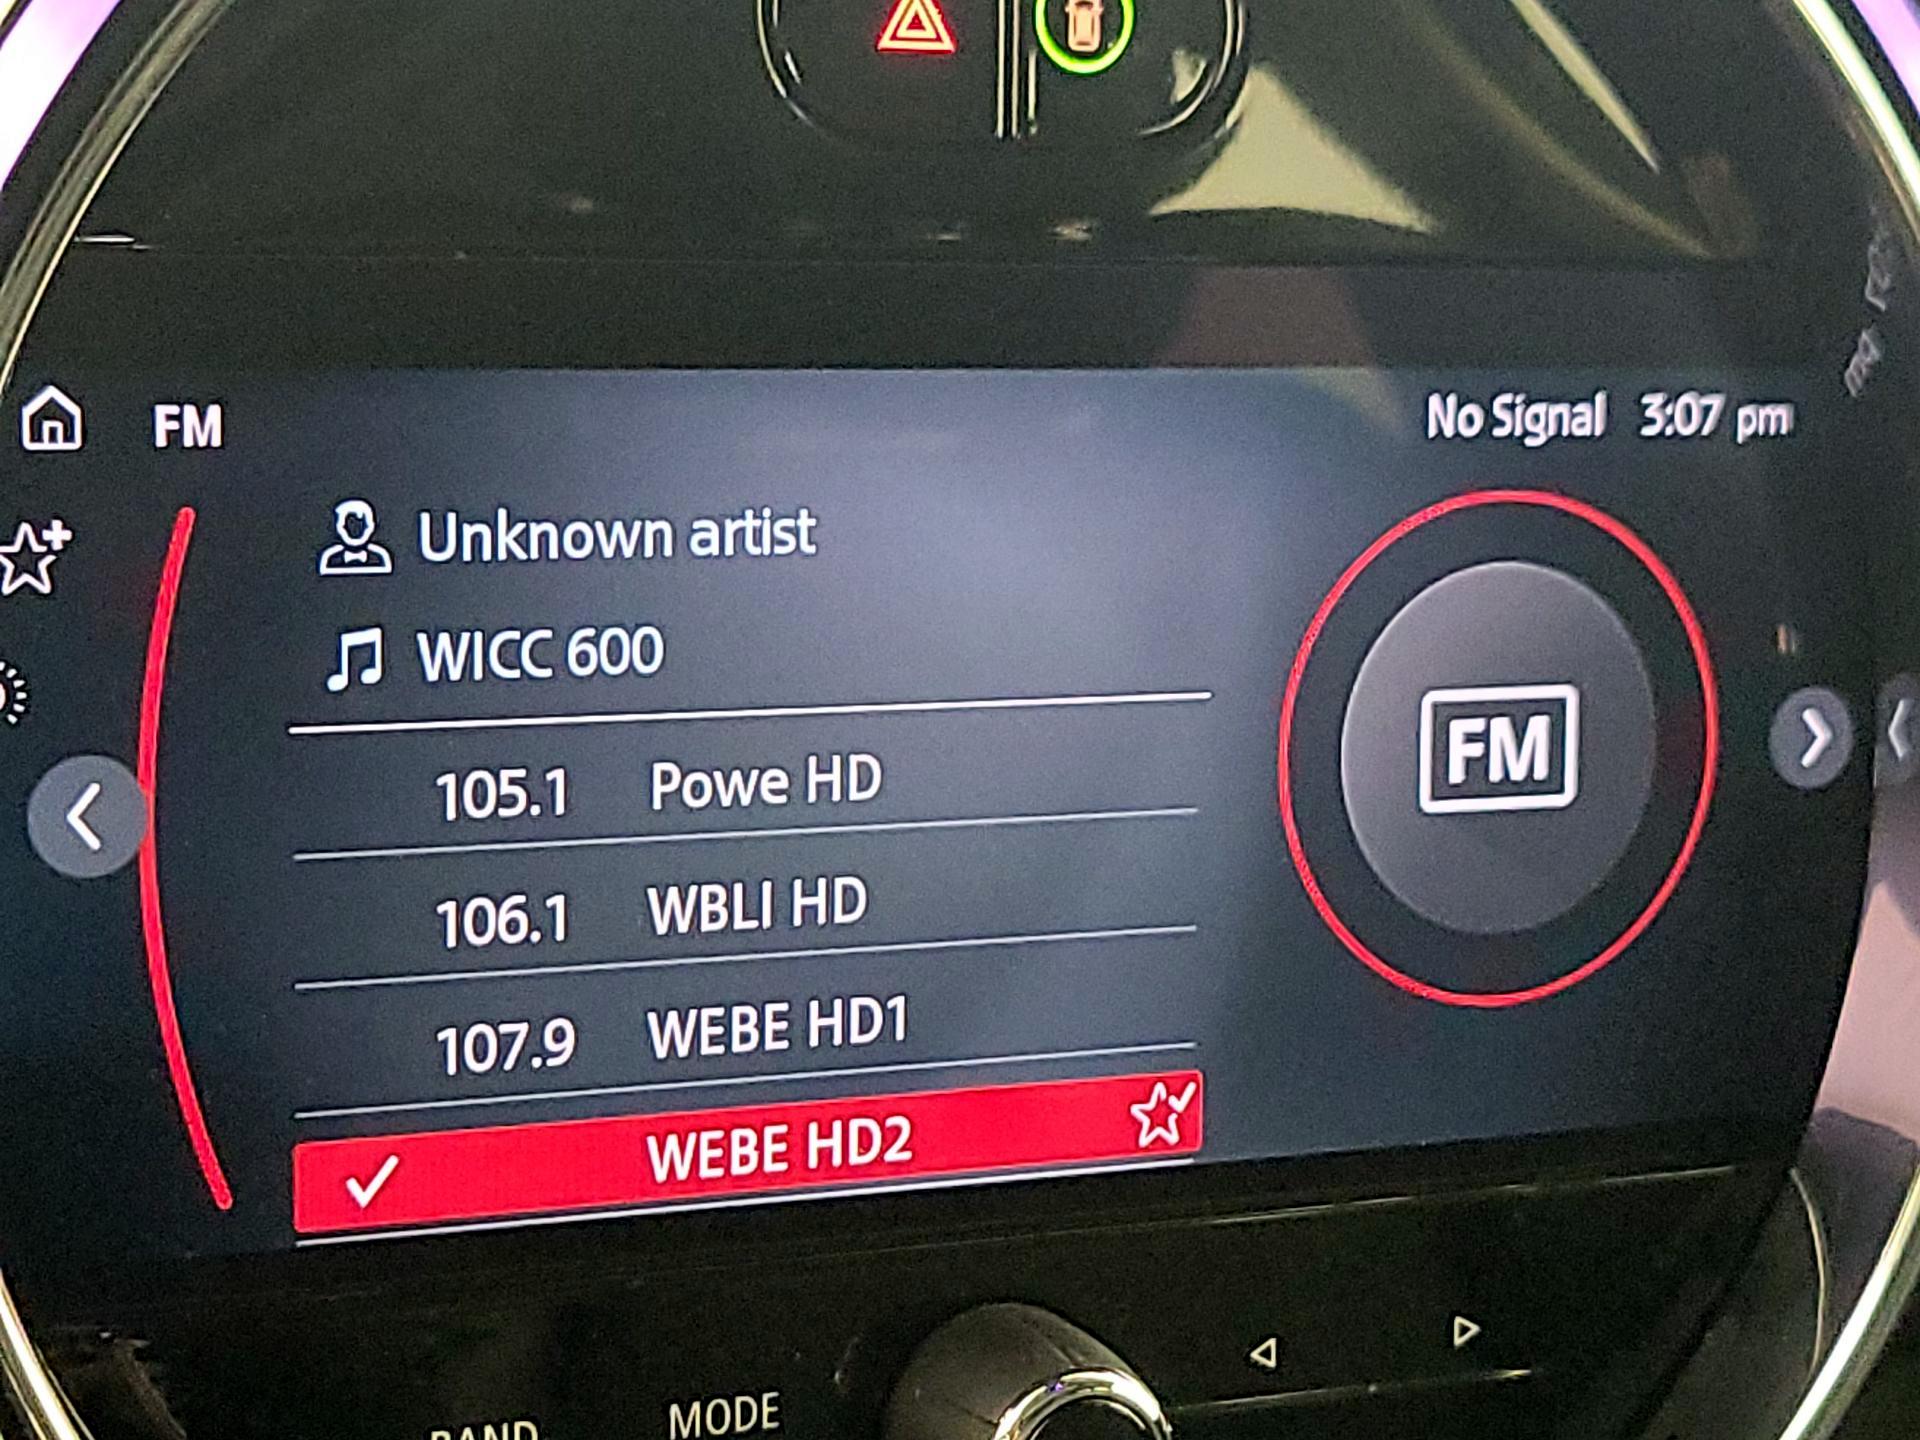 FM
No Signal 3:07 pm
Unknown artist
WICC 600
105.1 Powe HD
106.1 WBLI HD
107.9 WEBE HD1
WEBE HD2
FM
BAND MODE